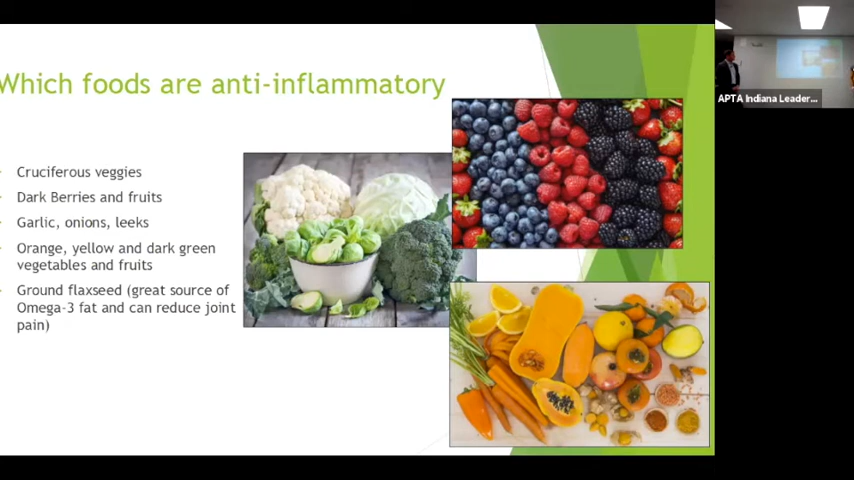 Which foods are anti-inflammatory
APTA Indiana Leader...
Cruciferous veggies
Dark Berries and fruits
Garlic, onions, leeks
Orange, yellow and dark green
vegetables and fruits
Ground flaxseed (great source of
Omega-3 fat and can reduce joint
pain)